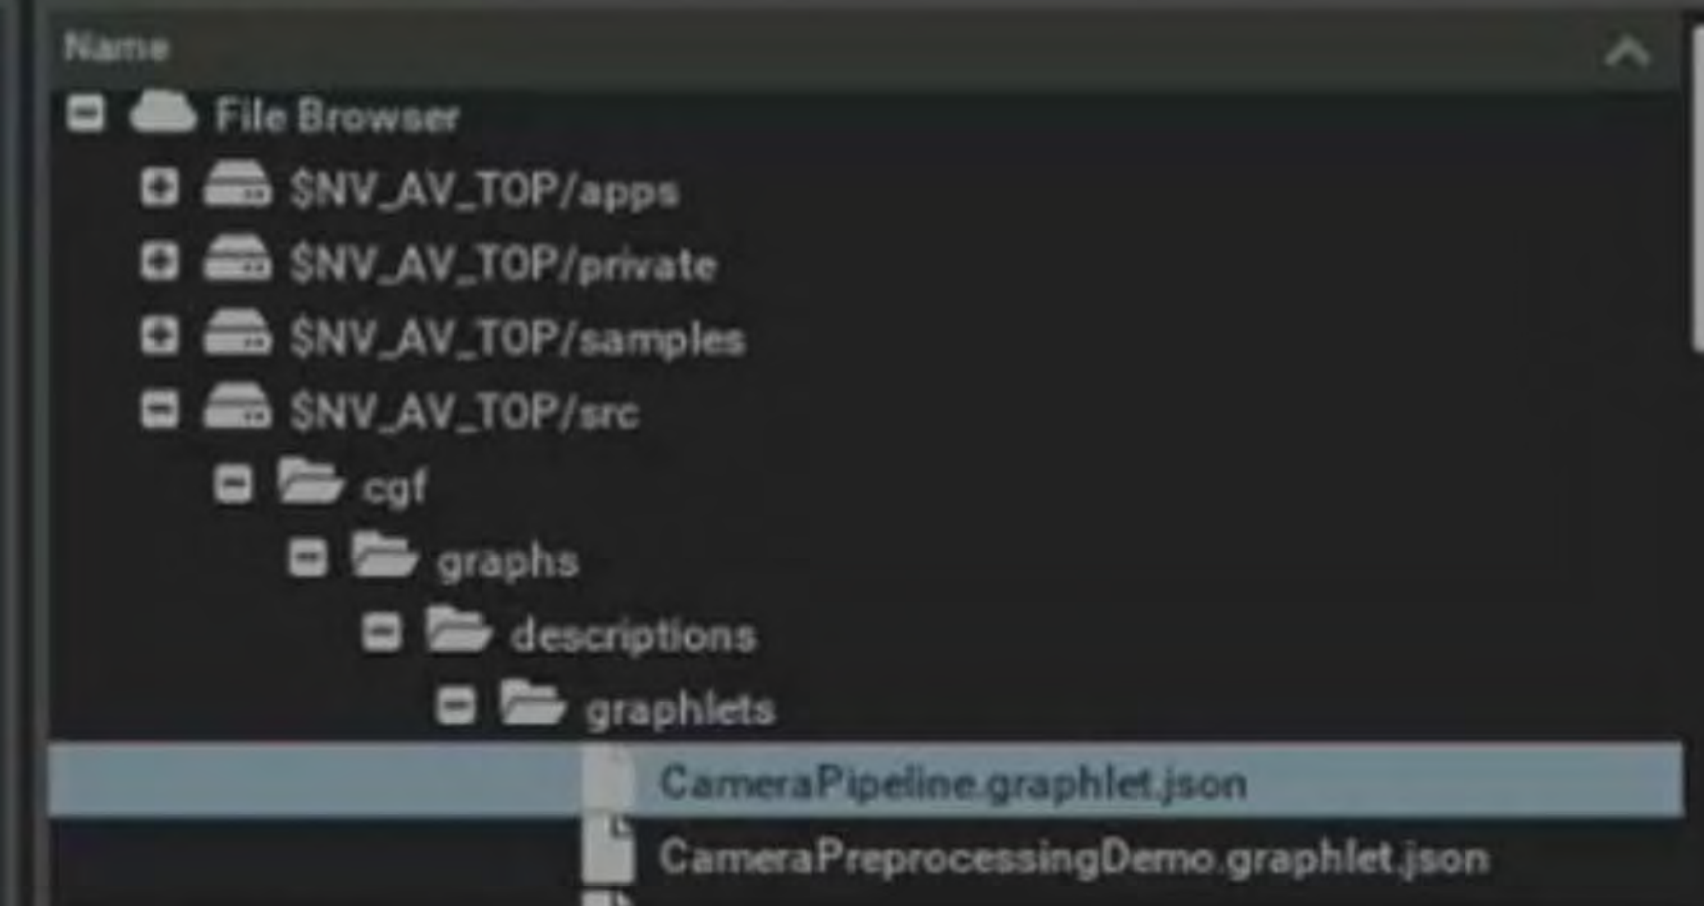 Name
File Browser
$NV_AV_TOP/apps
$NV_AV_TOP/private
$NV_AV_TOP/samples
$NV_AV_TOP/src
cgf
graphs
descriptions
graphlets
CameraPipeline.graphlet.json
CameraPreprocessingDemo.graphlet.json